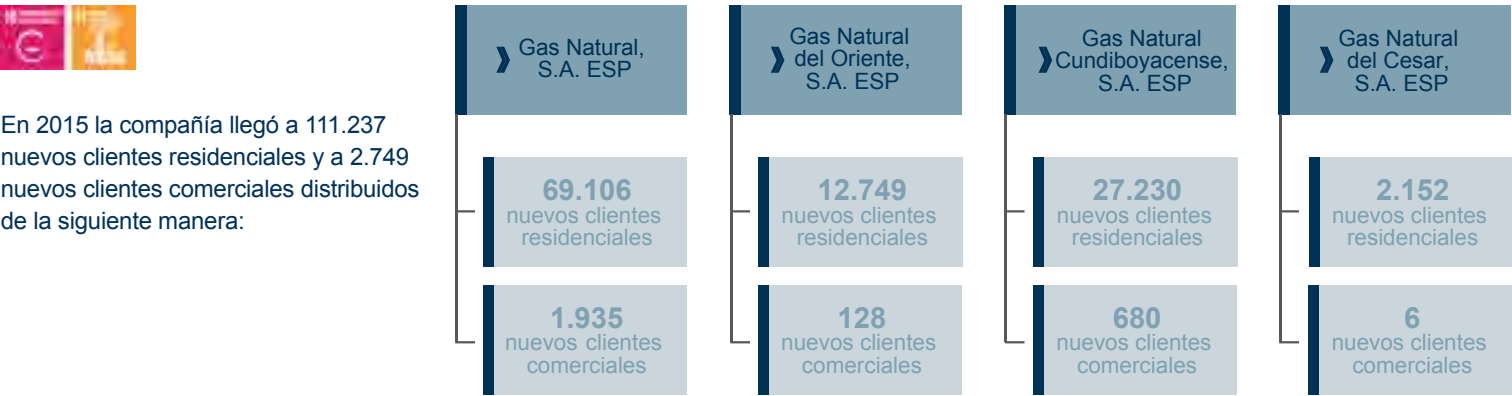 En 2015 la compañía llegó a 111.237
nuevos clientes residenciales y a 2.749
nuevos clientes comerciales distribuidos
de la siguiente manera:
Gas Natural,
S.A. ESP
69.106
nuevos clientes
residenciales
1.935
nuevos clientes
comerciales
Gas Natural
del Oriente,
S.A. ESP
12.749
nuevos clientes
residenciales
128
nuevos clientes
comerciales
Gas Natural
Cundiboyacense,
S.A. ESP
27.230
nuevos clientes
residenciales
680
nuevos clientes
comerciales
Gas Natural
del Cesar,
S.A. ESP
2.152
nuevos clientes
residenciales
6
nuevos clientes
comerciales